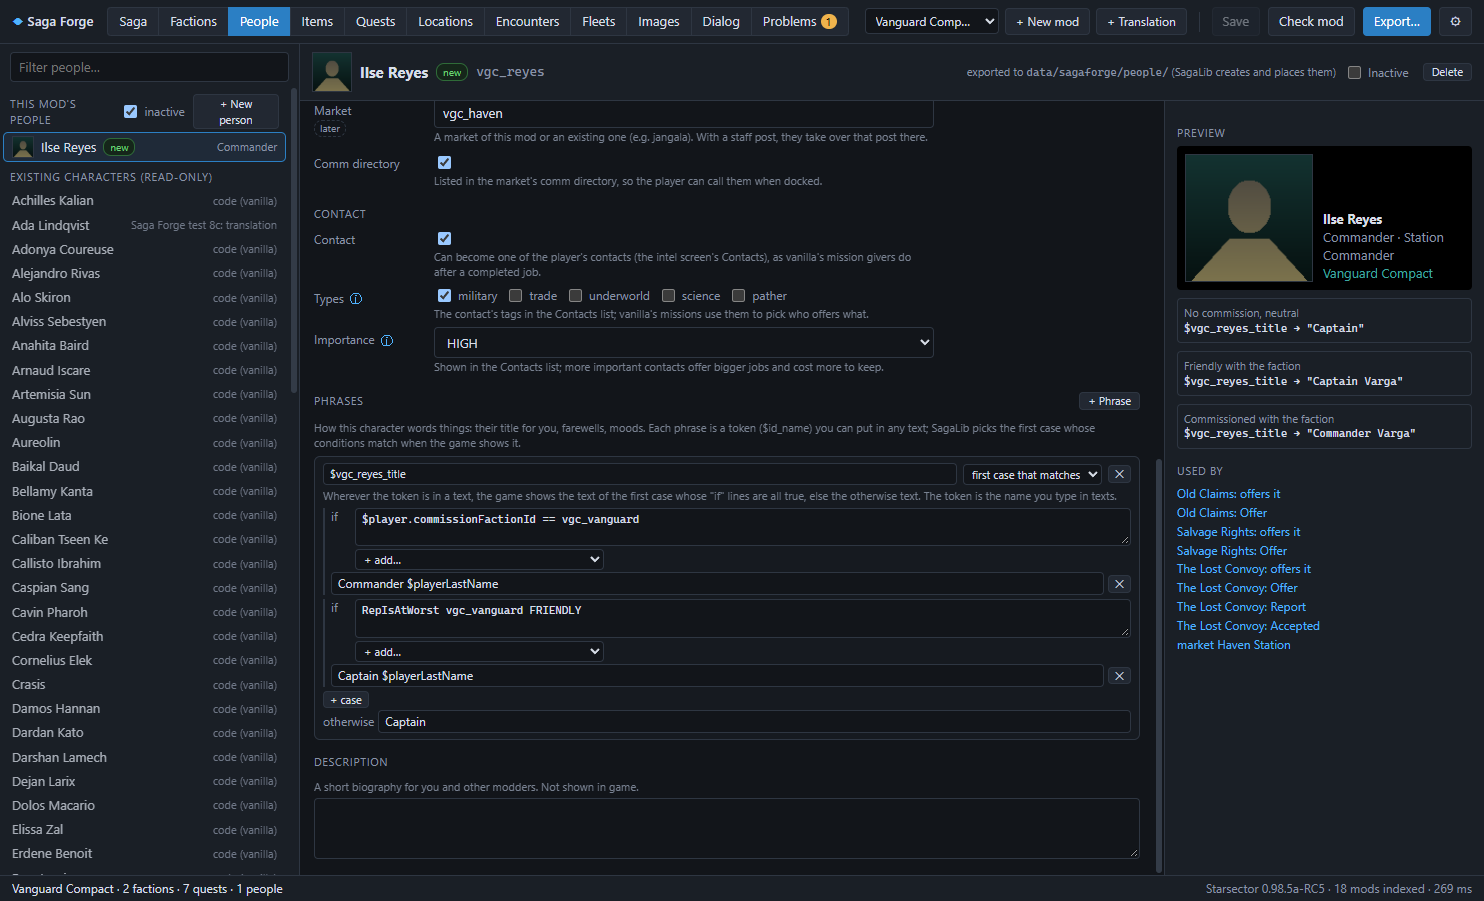 Saga Forge
Saga
Factions
People
Items
Quests
Locations
Encounters
Fleets
Images
Dialog
Problems 1
Vanguard Comp...
+ New mod
+ Translation
Save
Check mod
Export...
Filter people...
THIS MOD'S PEOPLE
inactive
+ New person
Ilse Reyes new Commander
EXISTING CHARACTERS (READ-ONLY)
Achilles Kalian code (vanilla)
Ada Lindqvist Saga Forge test 8c: translation
Adonya Coureuse code (vanilla)
Alejandro Rivas code (vanilla)
Alo Skiron code (vanilla)
Alviss Sebestyen code (vanilla)
Anahita Baird code (vanilla)
Arnaud Iscare code (vanilla)
Artemisia Sun code (vanilla)
Augusta Rao code (vanilla)
Aureolin code (vanilla)
Baikal Daud code (vanilla)
Bellamy Kanta code (vanilla)
Bione Lata code (vanilla)
Caliban Tseen Ke code (vanilla)
Callisto Ibrahim code (vanilla)
Caspian Sang code (vanilla)
Cavin Pharoh code (vanilla)
Cedra Keepfaith code (vanilla)
Cornelius Elek code (vanilla)
Crasis code (vanilla)
Damos Hannan code (vanilla)
Dardan Kato code (vanilla)
Darshan Lamech code (vanilla)
Dejan Larix code (vanilla)
Dolos Macario code (vanilla)
Elissa Zal code (vanilla)
Erdene Benoit code (vanilla)
Ilse Reyes new vgc_reyes
exported to data/sagaforge/people/ (SagaLib creates and places them)
Inactive
Delete
Market
later
vgc_haven
A market of this mod or an existing one (e.g. jangala). With a staff post, they take over that post there.
Comm directory
Listed in the market's comm directory, so the player can call them when docked.
CONTACT
Contact
Can become one of the player's contacts (the intel screen's Contacts), as vanilla's mission givers do
after a completed job.
Types
military trade underworld science pather
The contact's tags in the Contacts list; vanilla's missions use them to pick who offers what.
Importance
HIGH
Shown in the Contacts list; more important contacts offer bigger jobs and cost more to keep.
PHRASES
+ Phrase
How this character words things: their title for you, farewells, moods. Each phrase is a token ($id_name) you can put in any text; SagaLib picks the first case whose
conditions match when the game shows it.
$vgc_reyes_title
first case that matches
Wherever the token is in a text, the game shows the text of the first case whose "if" lines are all true, else the otherwise text. The token is the name you type in texts.
if
$player.commissionFactionId == vgc_vanguard
+ add...
Commander $playerLastName
if
RepIsAtWorst vgc_vanguard FRIENDLY
+ add...
Captain $playerLastName
+ case
otherwise Captain
DESCRIPTION
A short biography for you and other modders. Not shown in game.
PREVIEW
Ilse Reyes
Commander · Station
Commander
Vanguard Compact
No commission, neutral
$vgc_reyes_title → "Captain"
Friendly with the faction
$vgc_reyes_title → "Captain Varga"
Commissioned with the faction
$vgc_reyes_title → "Commander Varga"
USED BY
Old Claims: offers it
Old Claims: Offer
Salvage Rights: offers it
Salvage Rights: Offer
The Lost Convoy: offers it
The Lost Convoy: Offer
The Lost Convoy: Report
The Lost Convoy: Accepted
market Haven Station
Vanguard Compact · 2 factions · 7 quests · 1 people
Starsector 0.98.5a-RC5 · 18 mods indexed · 269 ms